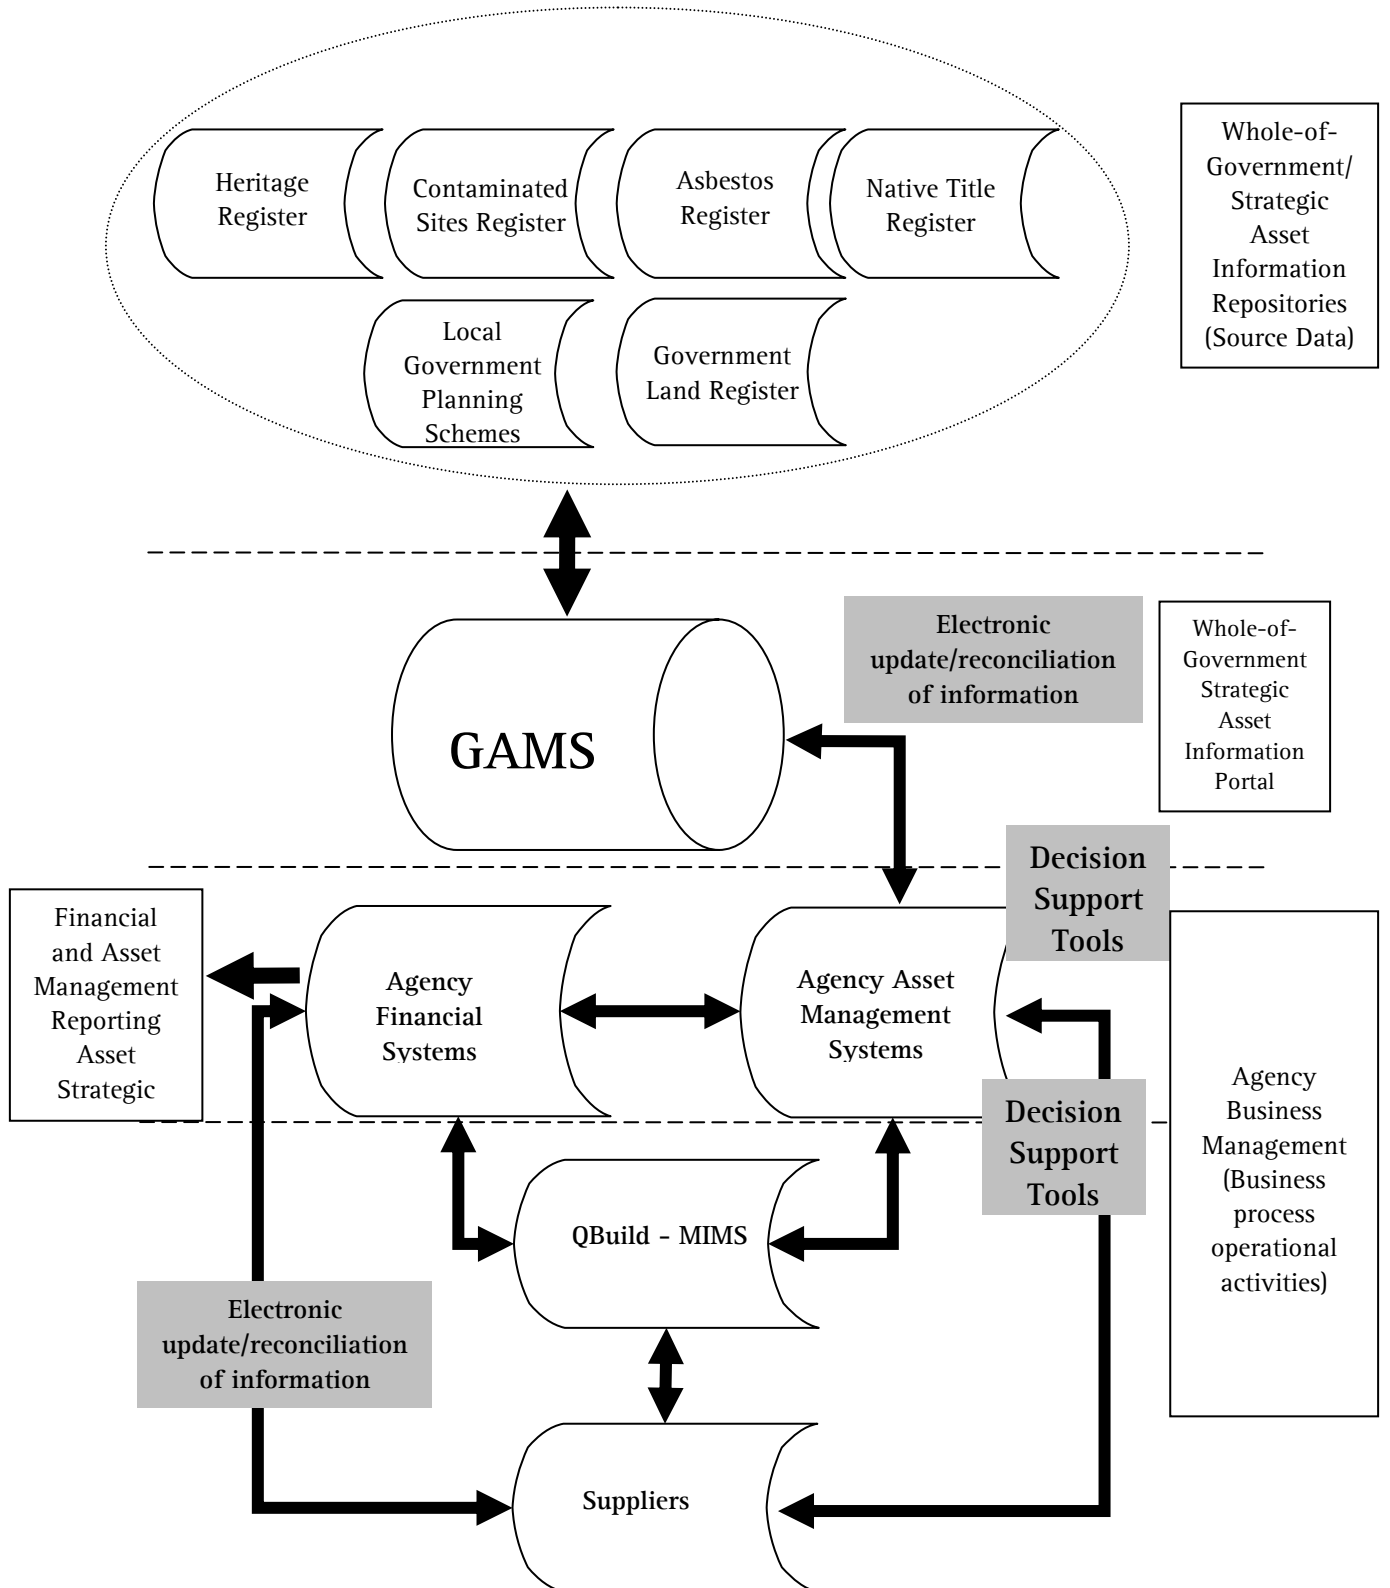 Heritage
Register
Contaminated
Sites Register
Asbestos
Register
Native Title
Register
Whole-of-
Government/
Strategic
Asset
Information
Repositories
(Source Data)
Local
Government
Planning
Schemes
Government
Land Register
Electronic
update/reconciliation
of information
Whole-of-
Government
Strategic
Asset
Information
Portal
GAMS
Decision
Support
Tools
Financial
and Asset
Management
Reporting
Asset
Strategic
Agency
Financial
Systems
Agency Asset
Management
Systems
Decision
Support
Tools
Agency
Business
Management
(Business
process
operational
activities)
QBuild - MIMS
Electronic
update/reconciliation
of information
Suppliers